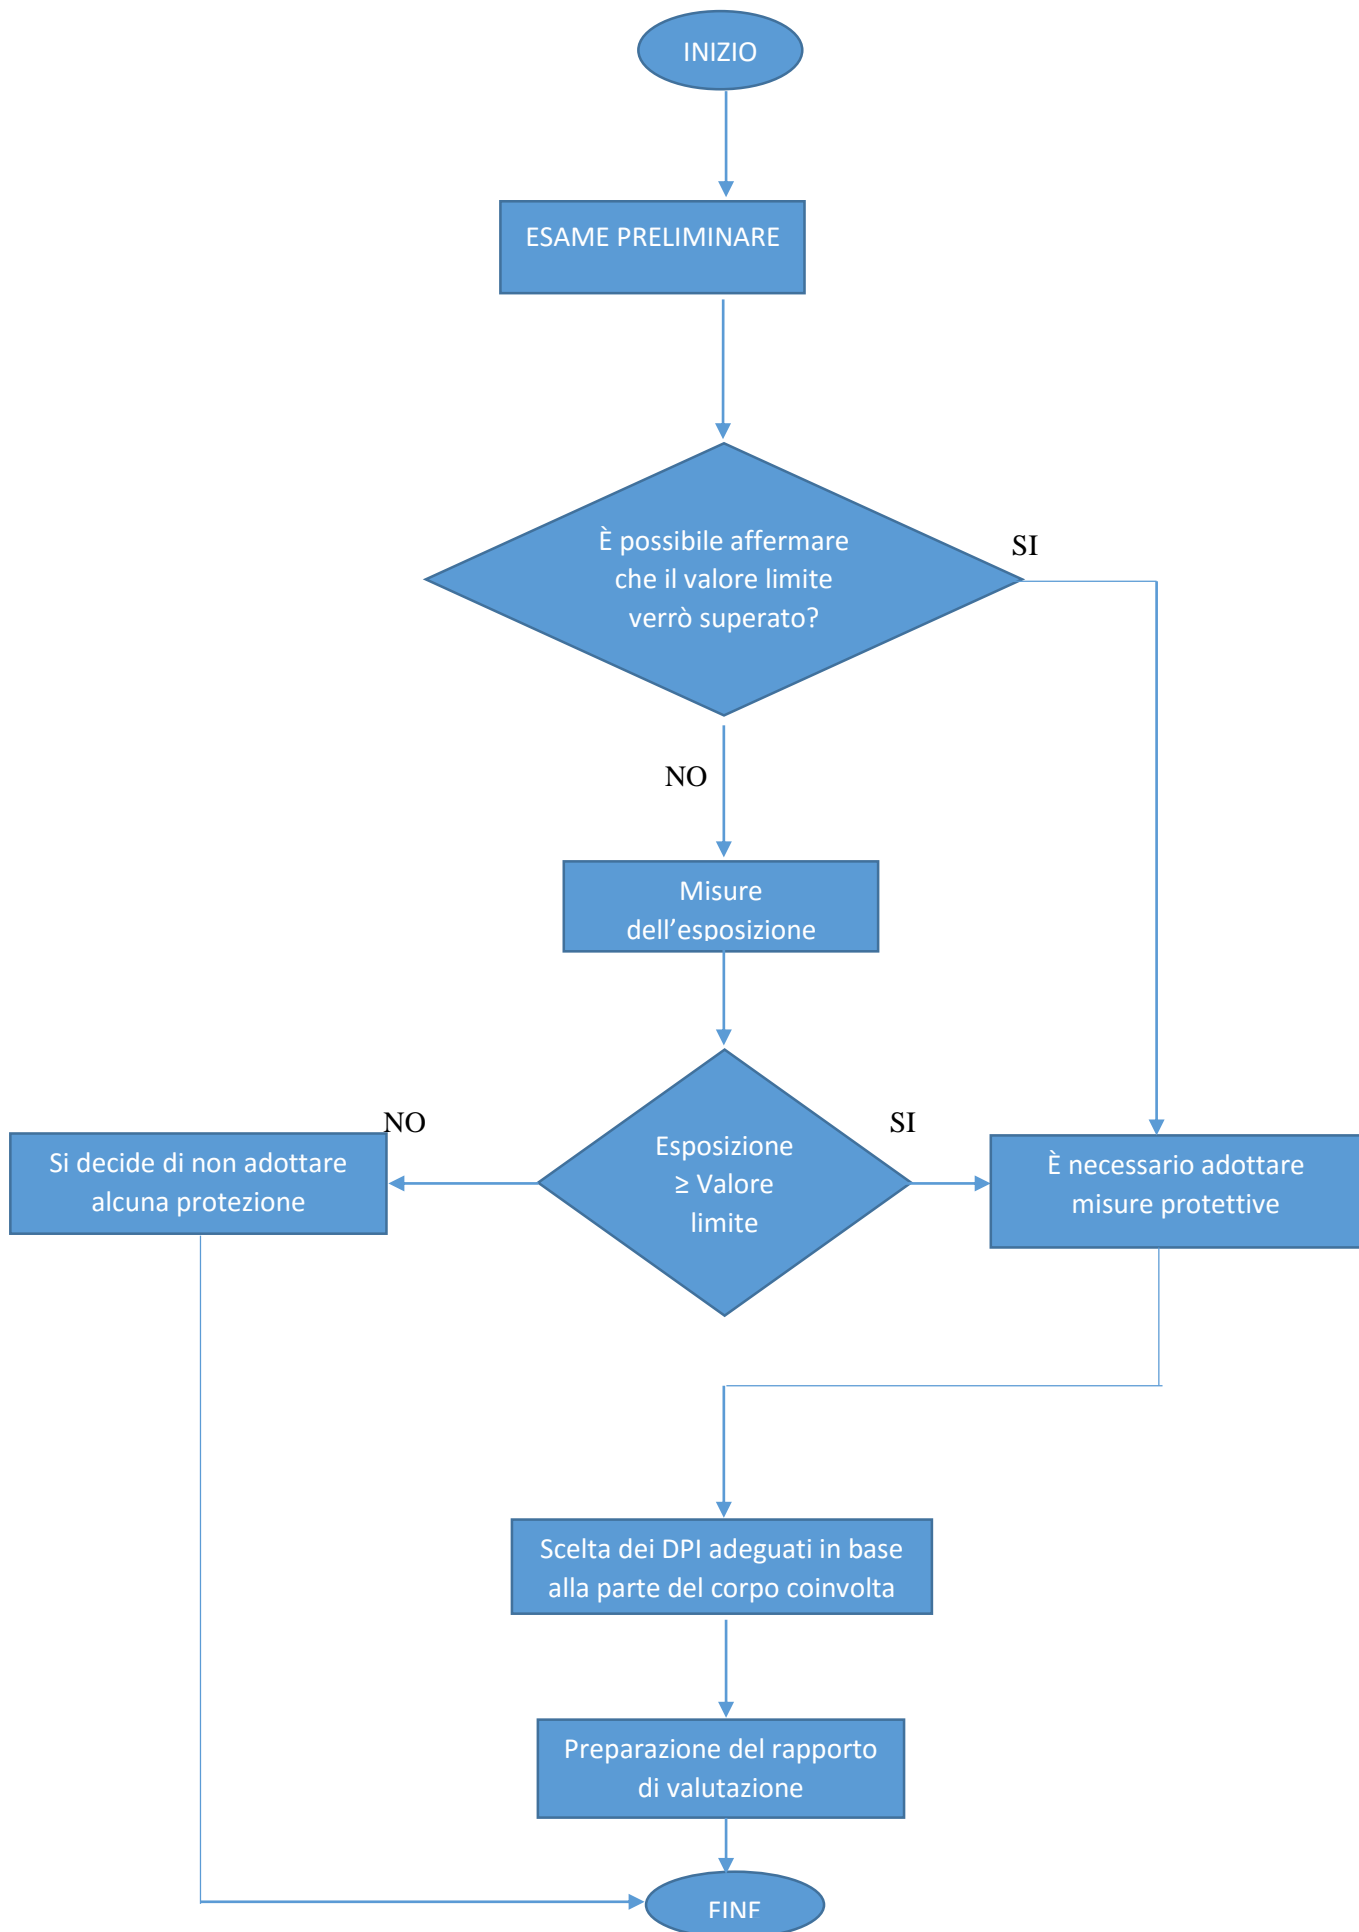 INIZIO
ESAME PRELIMINARE
È possibile affermare
che il valore limite
verrò superato?
SI
NO
Misure
dell’esposizione
NO
SI
Si decide di non adottare
alcuna protezione
Esposizione
≥ Valore
limite
È necessario adottare
misure protettive
Scelta dei DPI adeguati in base
alla parte del corpo coinvolta
Preparazione del rapporto
di valutazione
FINE